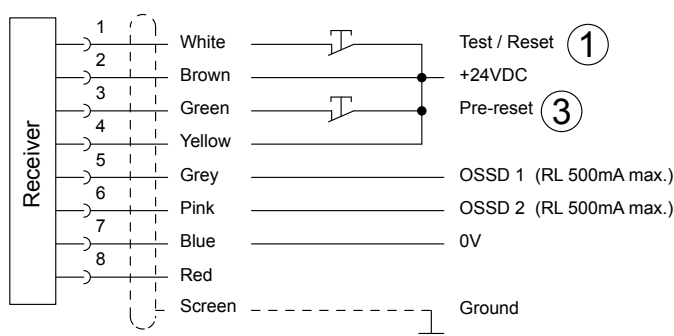 1 White Test / Reset 1
2 Brown +24VDC
3 Green Pre-reset 3
4 Yellow
5 Grey OSSD 1 (RL 500mA max.)
6 Pink OSSD 2 (RL 500mA max.)
7 Blue 0V
8 Red
Screen Ground
Receiver